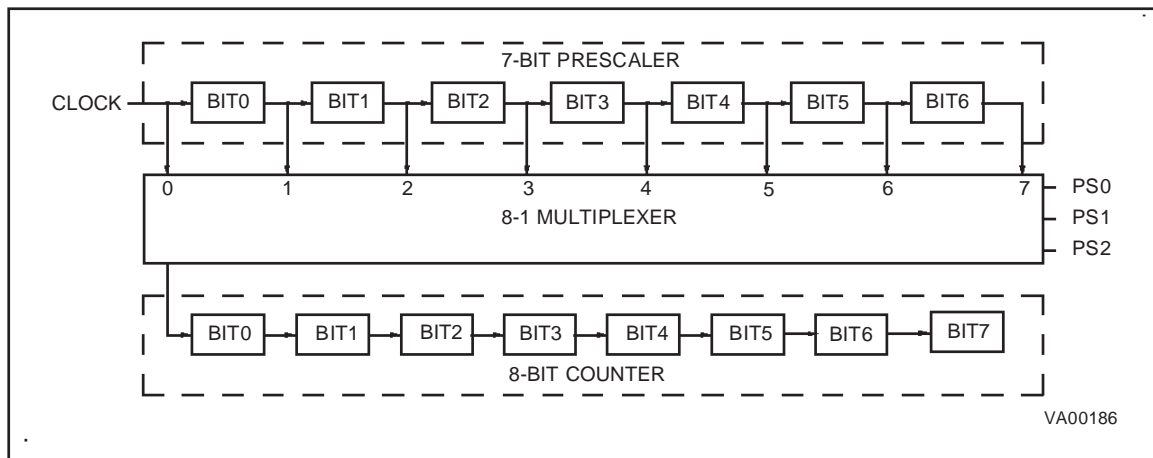 7-BIT PRESCALER
CLOCK BIT0 BIT1 BIT2 BIT3 BIT4 BIT5 BIT6
0 1 2 3 4 5 6 7 PS0
8-1 MULTIPLEXER PS1
PS2
BIT0 BIT1 BIT2 BIT3 BIT4 BIT5 BIT6 BIT7
8-BIT COUNTER
VA00186